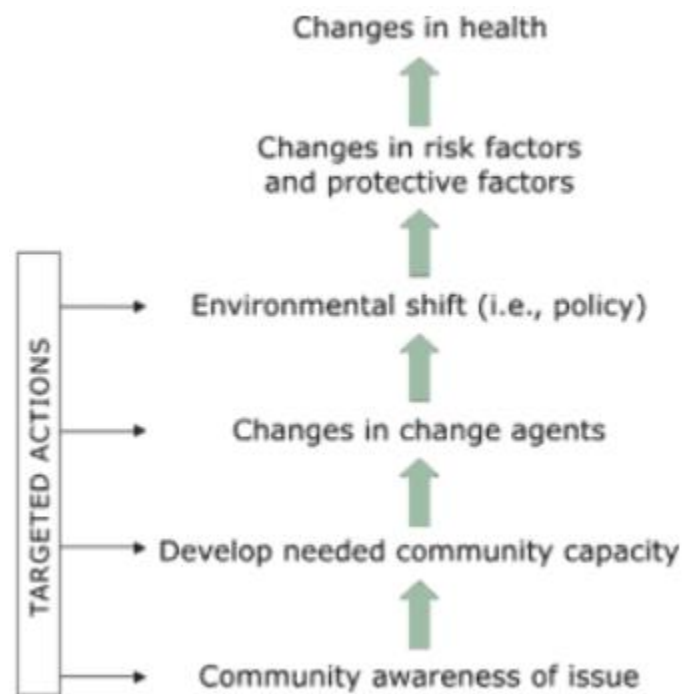 Changes in health
Changes in risk factors
and protective factors
Environmental shift (i.e., policy)
Changes in change agents
Develop needed community capacity
Community awareness of issue
TARGETED ACTIONS